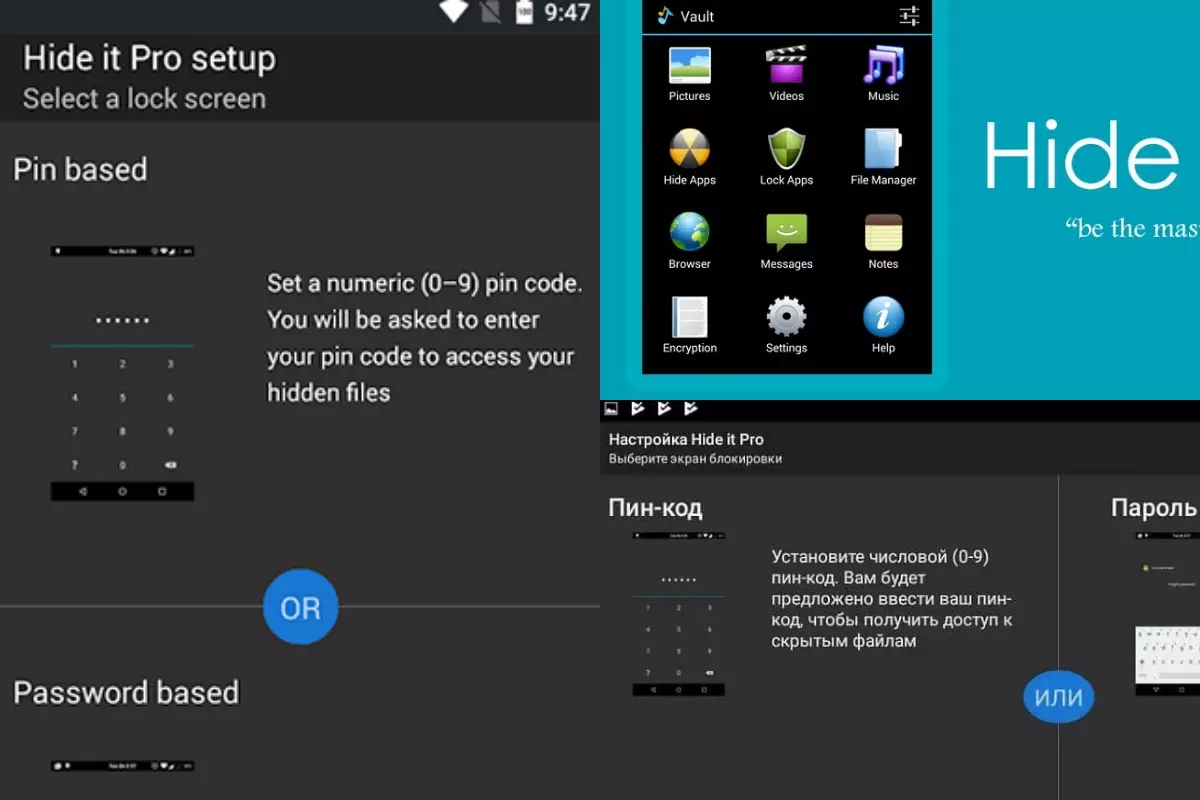 9:47
Hide it Pro setup
Select a lock screen
Pin based
Set a numeric (0–9) pin code.
You will be asked to enter
your pin code to access your
hidden files
1 2 3
4 5 6
7 8 9
? 0
OR
Password based
Vault
Pictures Videos Music
Hide Apps Lock Apps File Manager
Browser Messages Notes
Encryption Settings Help
Hide
“be the mas
Настройка Hide it Pro
Выберите экран блокировки
Пин-код
Установите числовой (0-9)
пин-код. Вам будет
предложено ввести ваш пин-
код, чтобы получить доступ к
скрытым файлам
1 2 3
4 5 6
7 8 9
? 0
ИЛИ
Пароль